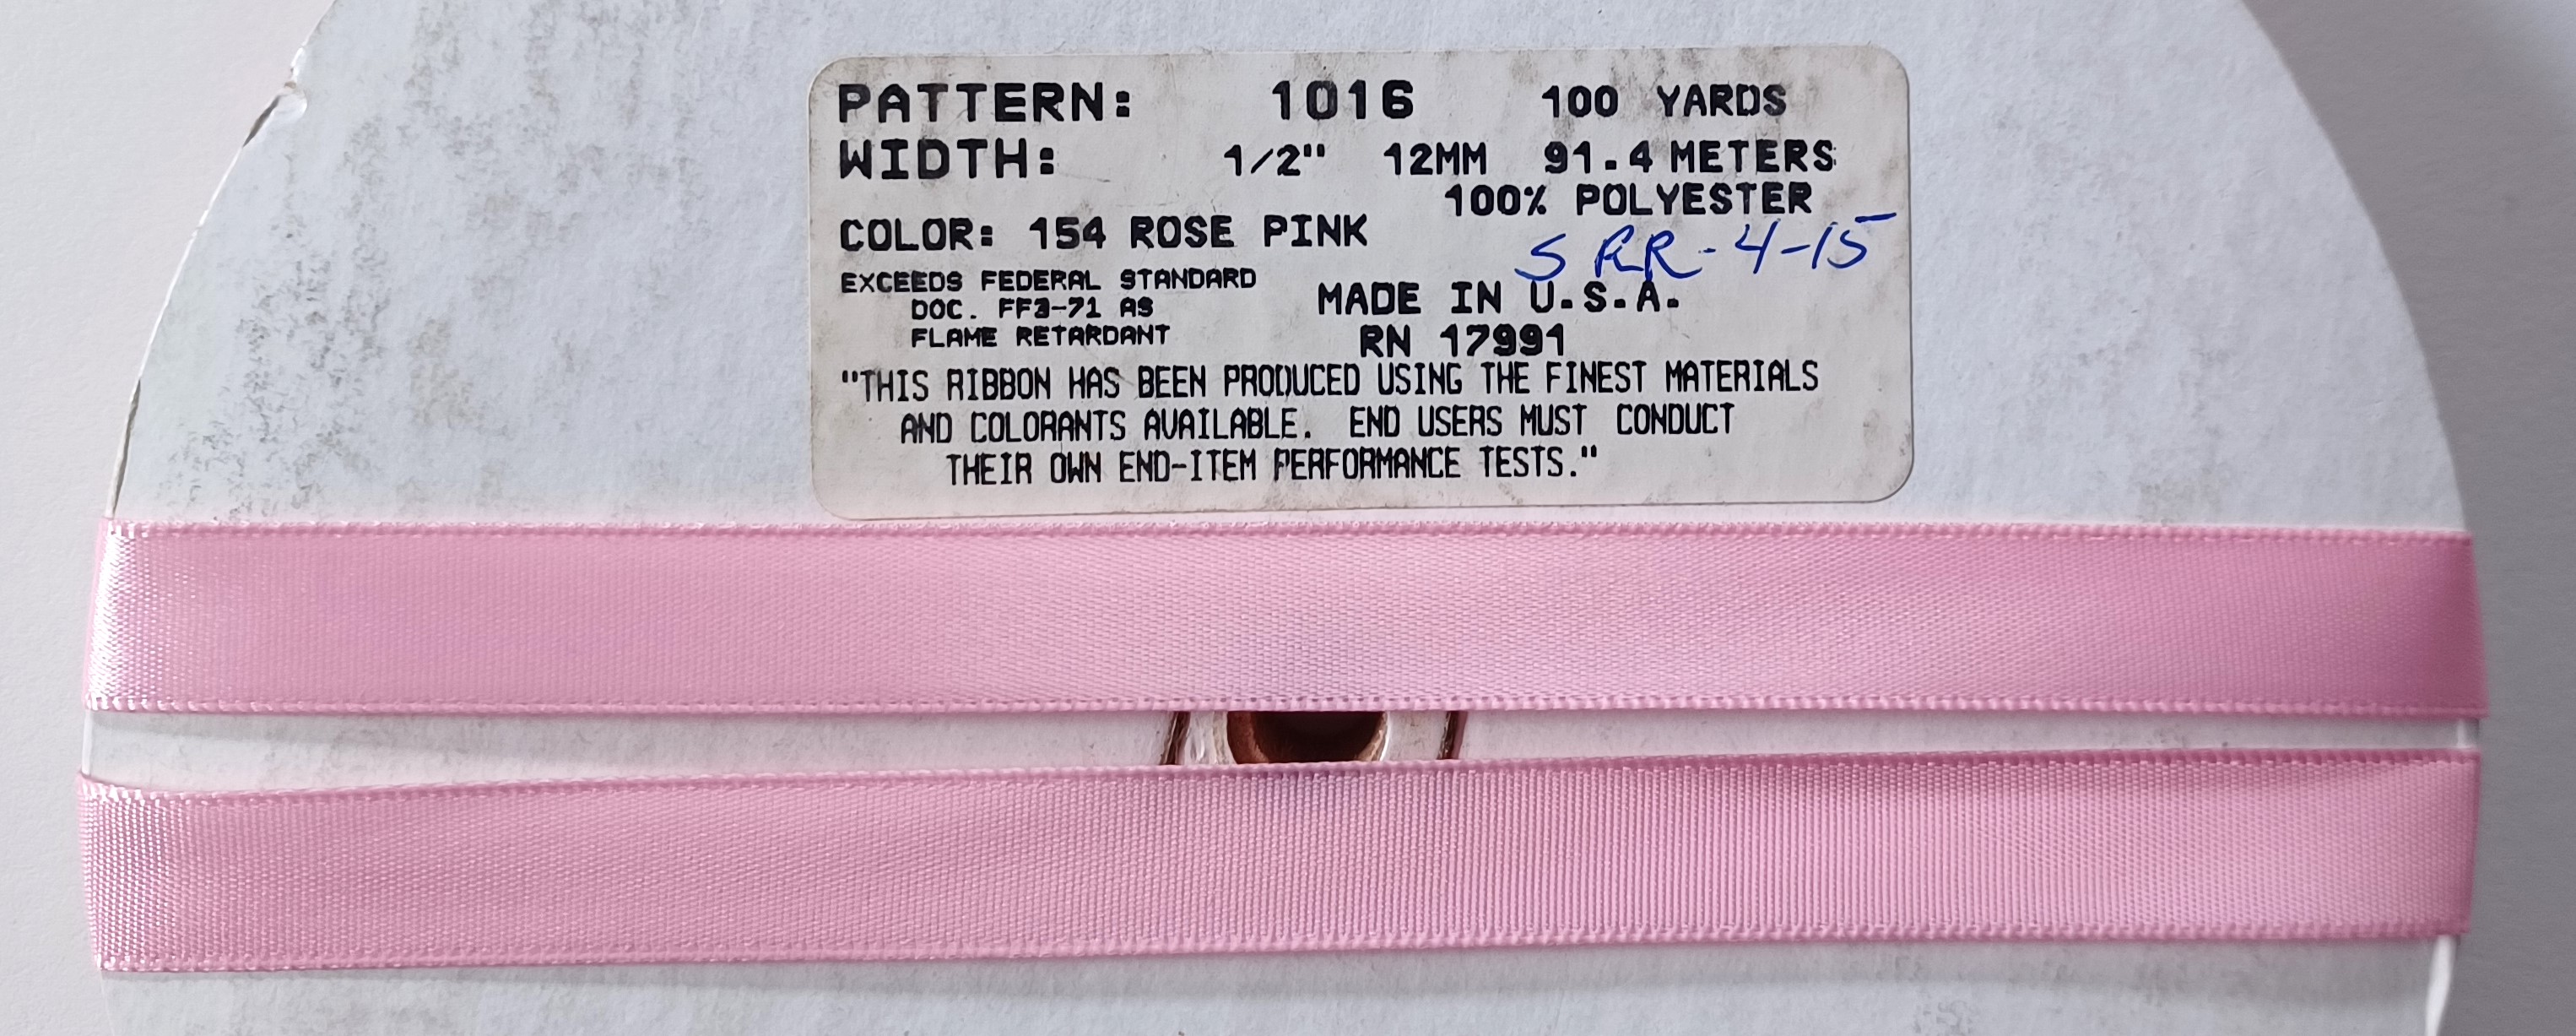 PATTERN: 1016 100 YARDS
WIDTH: 1/2" 12MM 91.4 METERS
100% POLYESTER
COLOR: 154 ROSE PINK
SRR-4-15
EXCEEDS FEDERAL STANDARD
DOC. FF3-71 AS
FLAME RETARDANT
MADE IN U.S.A.
RN 17991
"THIS RIBBON HAS BEEN PRODUCED USING THE FINEST MATERIALS
AND COLORANTS AVAILABLE. END USERS MUST CONDUCT
THEIR OWN END-ITEM PERFORMANCE TESTS."